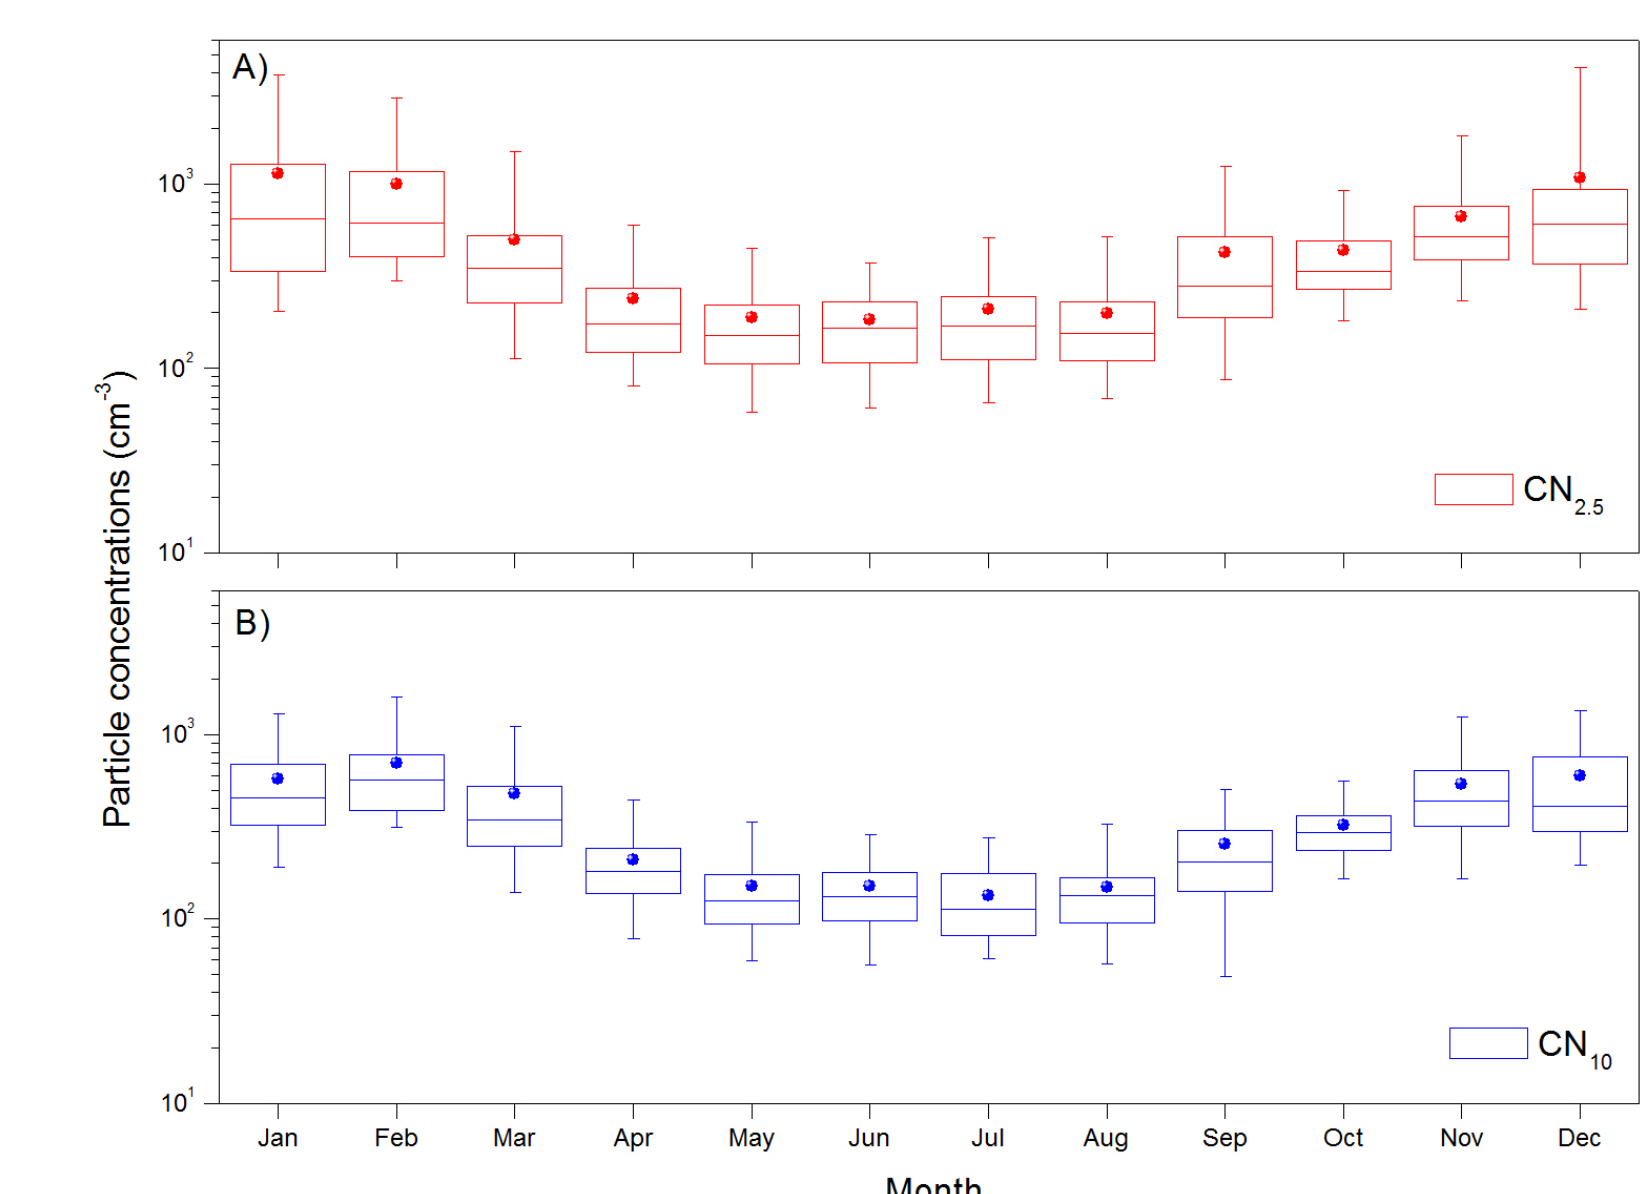 A)
10³
10²
10¹
CN₂.₅
Particle concentrations (cm⁻³)
B)
10³
10²
10¹
CN₁₀
Jan Feb Mar Apr May Jun Jul Aug Sep Oct Nov Dec
Month